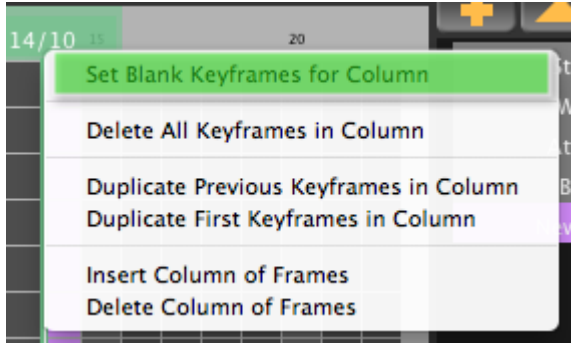 14/10 15 20
Set Blank Keyframes for Column
Delete All Keyframes in Column
Duplicate Previous Keyframes in Column
Duplicate First Keyframes in Column
Insert Column of Frames
Delete Column of Frames